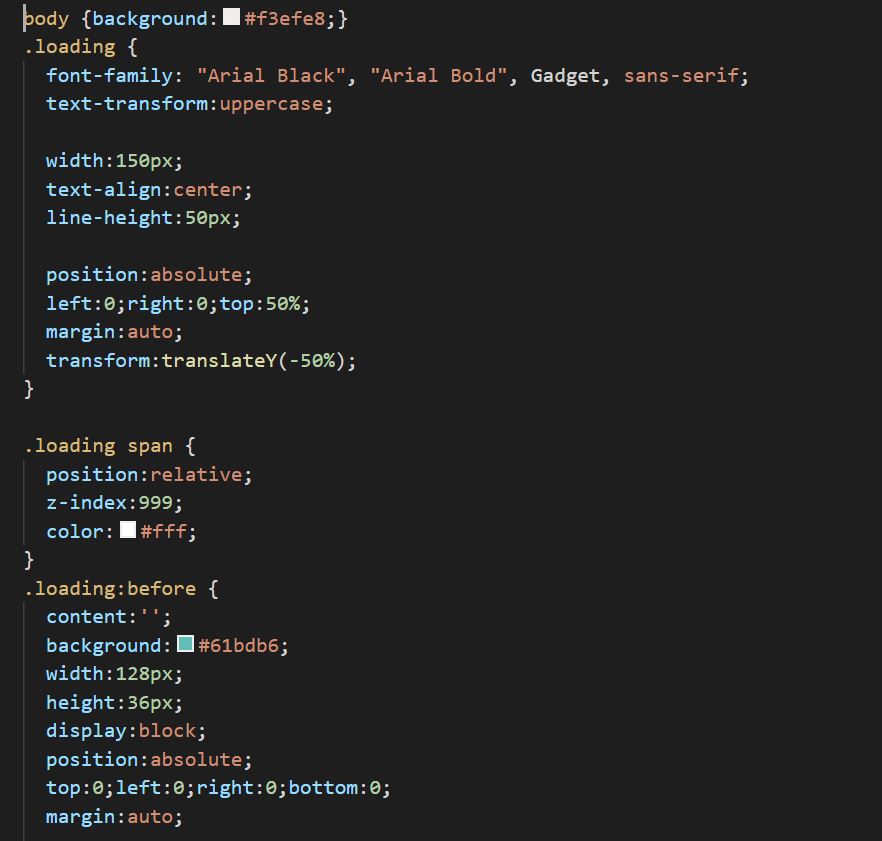 body {background:#f3efe8;}
.loading {
  font-family: "Arial Black", "Arial Bold", Gadget, sans-serif;
  text-transform:uppercase;

  width:150px;
  text-align:center;
  line-height:50px;

  position:absolute;
  left:0;right:0;top:50%;
  margin:auto;
  transform:translateY(-50%);
}

.loading span {
  position:relative;
  z-index:999;
  color:#fff;
}
.loading:before {
  content:'';
  background:#61bdb6;
  width:128px;
  height:36px;
  display:block;
  position:absolute;
  top:0;left:0;right:0;bottom:0;
  margin:auto;